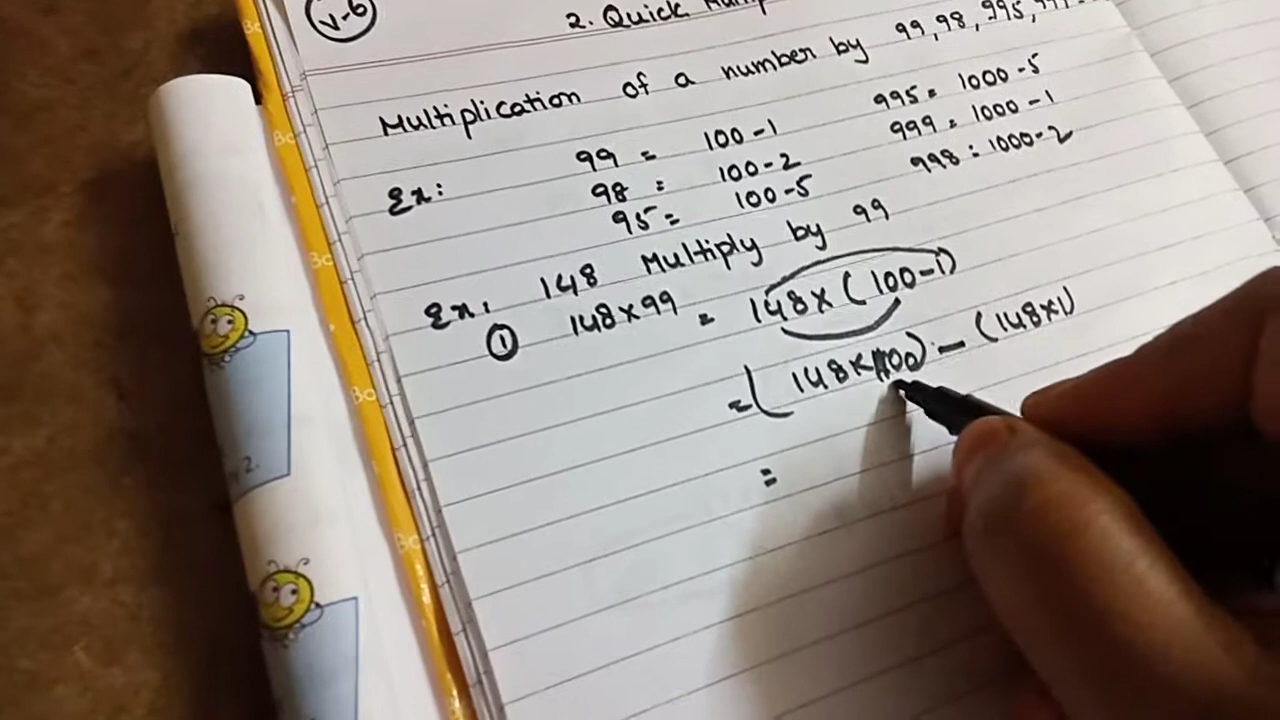 V-6
2. Quick
Multiplication of a number by 99, 98, 995,
Ex: 99 = 100-1 995 = 1000-5
98 = 100-2 999 = 1000-1
95 = 100-5 998 = 1000-2
Ex: 148 Multiply by 99
① 148×99 = 148×(100-1)
=(148×100) - (148×1)
=